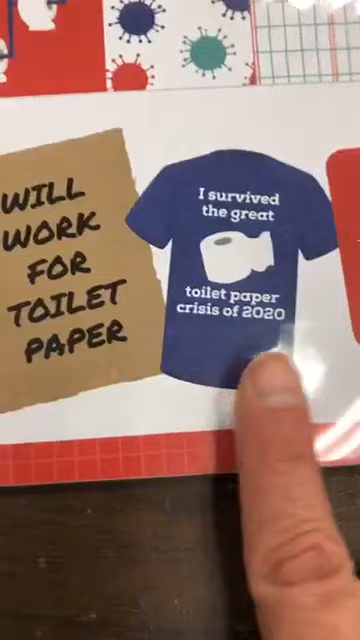 WILL
WORK
FOR
TOILET
PAPER
I survived
the great
toilet paper
crisis of 2020